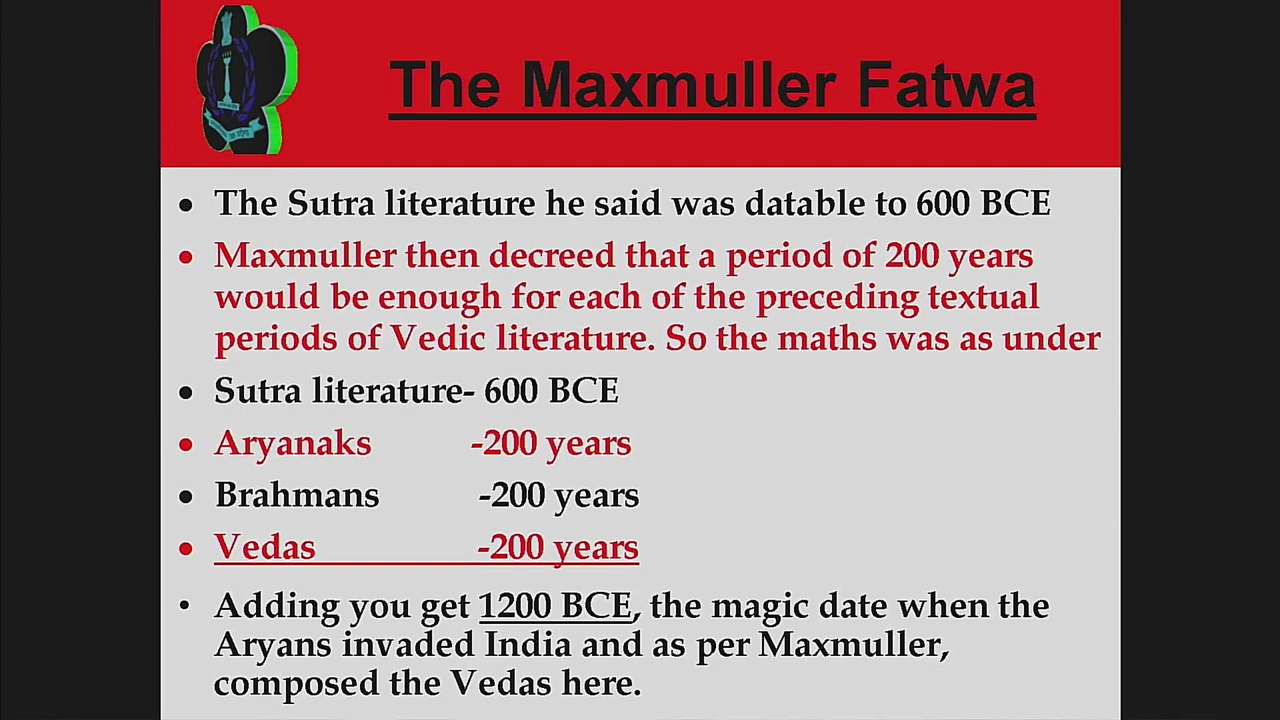 The Maxmuller Fatwa
• The Sutra literature he said was datable to 600 BCE
• Maxmuller then decreed that a period of 200 years
would be enough for each of the preceding textual
periods of Vedic literature. So the maths was as under
• Sutra literature- 600 BCE
• Aryanaks -200 years
• Brahmans -200 years
• Vedas -200 years
• Adding you get 1200 BCE, the magic date when the
Aryans invaded India and as per Maxmuller,
composed the Vedas here.